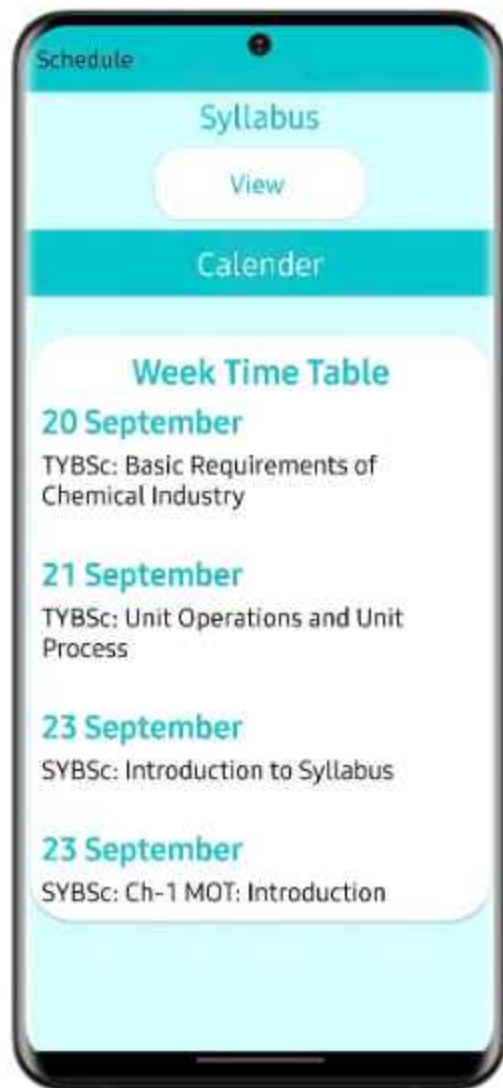 Schedule
Syllabus
View
Calender
Week Time Table
20 September
TYBSc: Basic Requirements of
Chemical Industry
21 September
TYBSc: Unit Operations and Unit
Process
23 September
SYBSc: Introduction to Syllabus
23 September
SYBSc: Ch-1 MOT: Introduction